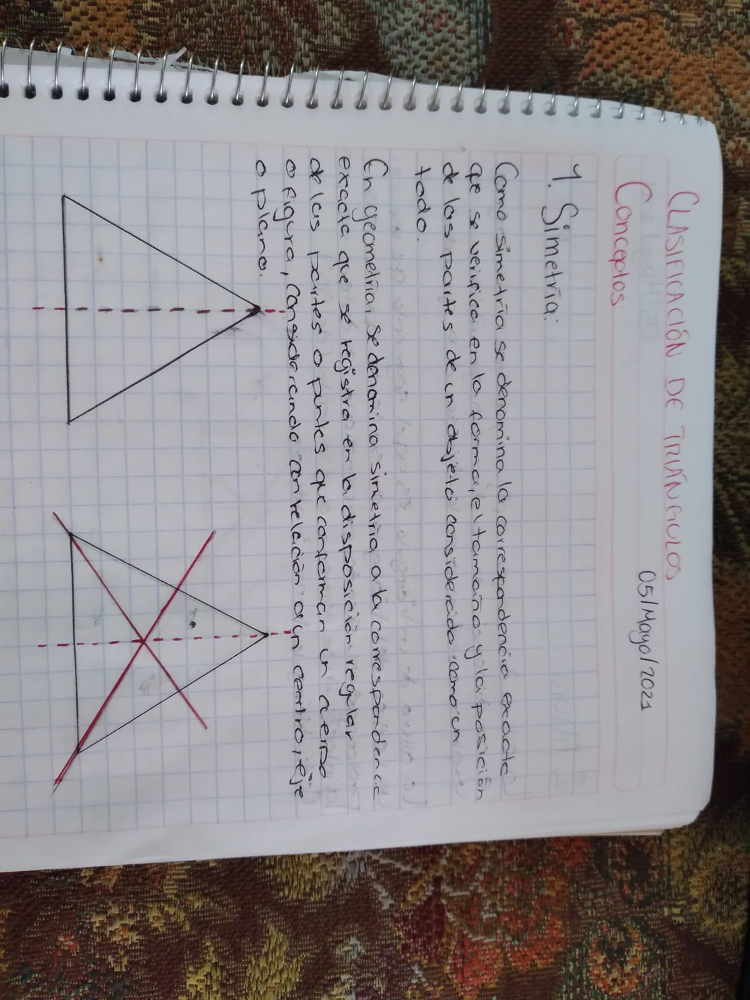 CLASIFICACIÓN DE TRIÁNGULOS
05/Mayo/2021
Conceptos:
1. Simetría:
Como simetría se denomina la correspondencia exacta
que se verifica en la forma, el tamaño y la posición
de las partes de un objeto considerado como un
todo.
En geometría, se denomina simetría a la correspondencia
exacta que se registra en la disposición regular
de las partes o puntos que conforman un cuerpo
o figura, considerando con relación a un centro, eje
o plano.